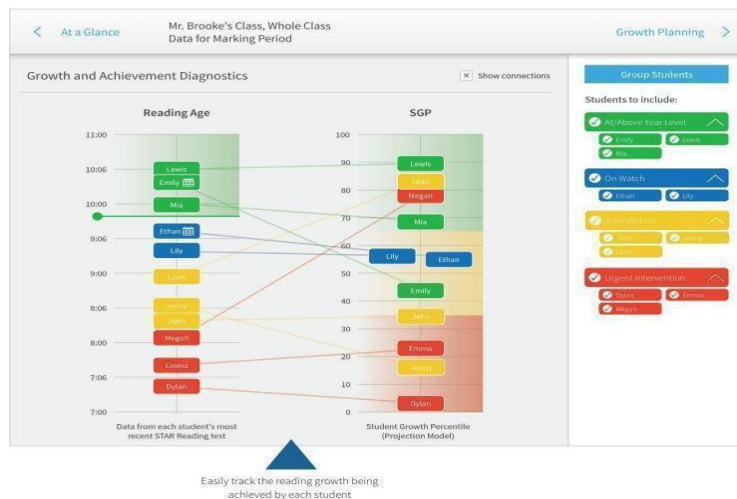 At a Glance
Mr. Brooke's Class, Whole Class
Data for Marking Period
Growth Planning
Growth and Achievement Diagnostics
Show connections
Reading Age
11:00
10:06
10:00
9:06
9:00
8:06
8:00
7:06
7:00
Lewis
Emily
Mia
Ethan
Lily
Leah
Jenny
John
Megan
Emma
Dylan
Data from each student's most
recent STAR Reading test
SGP
100
90
80
70
60
50
40
30
20
10
0
Lewis
Leah
Megan
Mia
Lily
Ethan
Emily
John
Emma
Jenny
Dylan
Student Growth Percentile
(Projection Model)
Group Students
Students to include:
At/Above Year Level
Emily Lewis
Mia
On Watch
Ethan Lily
Intervention
John Jenny
Leah
Urgent Intervention
Dylan Emma
Megan
Easily track the reading growth being
achieved by each student